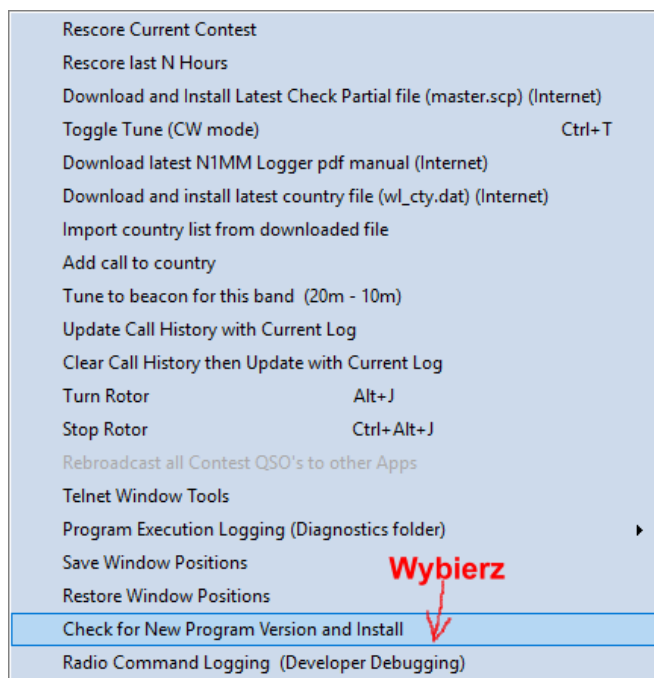 Rescore Current Contest
Rescore last N Hours
Download and Install Latest Check Partial file (master.scp) (Internet)
Toggle Tune (CW mode) Ctrl+T
Download latest N1MM Logger pdf manual (Internet)
Download and install latest country file (wl_cty.dat) (Internet)
Import country list from downloaded file
Add call to country
Tune to beacon for this band (20m - 10m)
Update Call History with Current Log
Clear Call History then Update with Current Log
Turn Rotor Alt+J
Stop Rotor Ctrl+Alt+J
Rebroadcast all Contest QSO's to other Apps
Telnet Window Tools
Program Execution Logging (Diagnostics folder)
Save Window Positions
Wybierz
Restore Window Positions
Check for New Program Version and Install
Radio Command Logging (Developer Debugging)